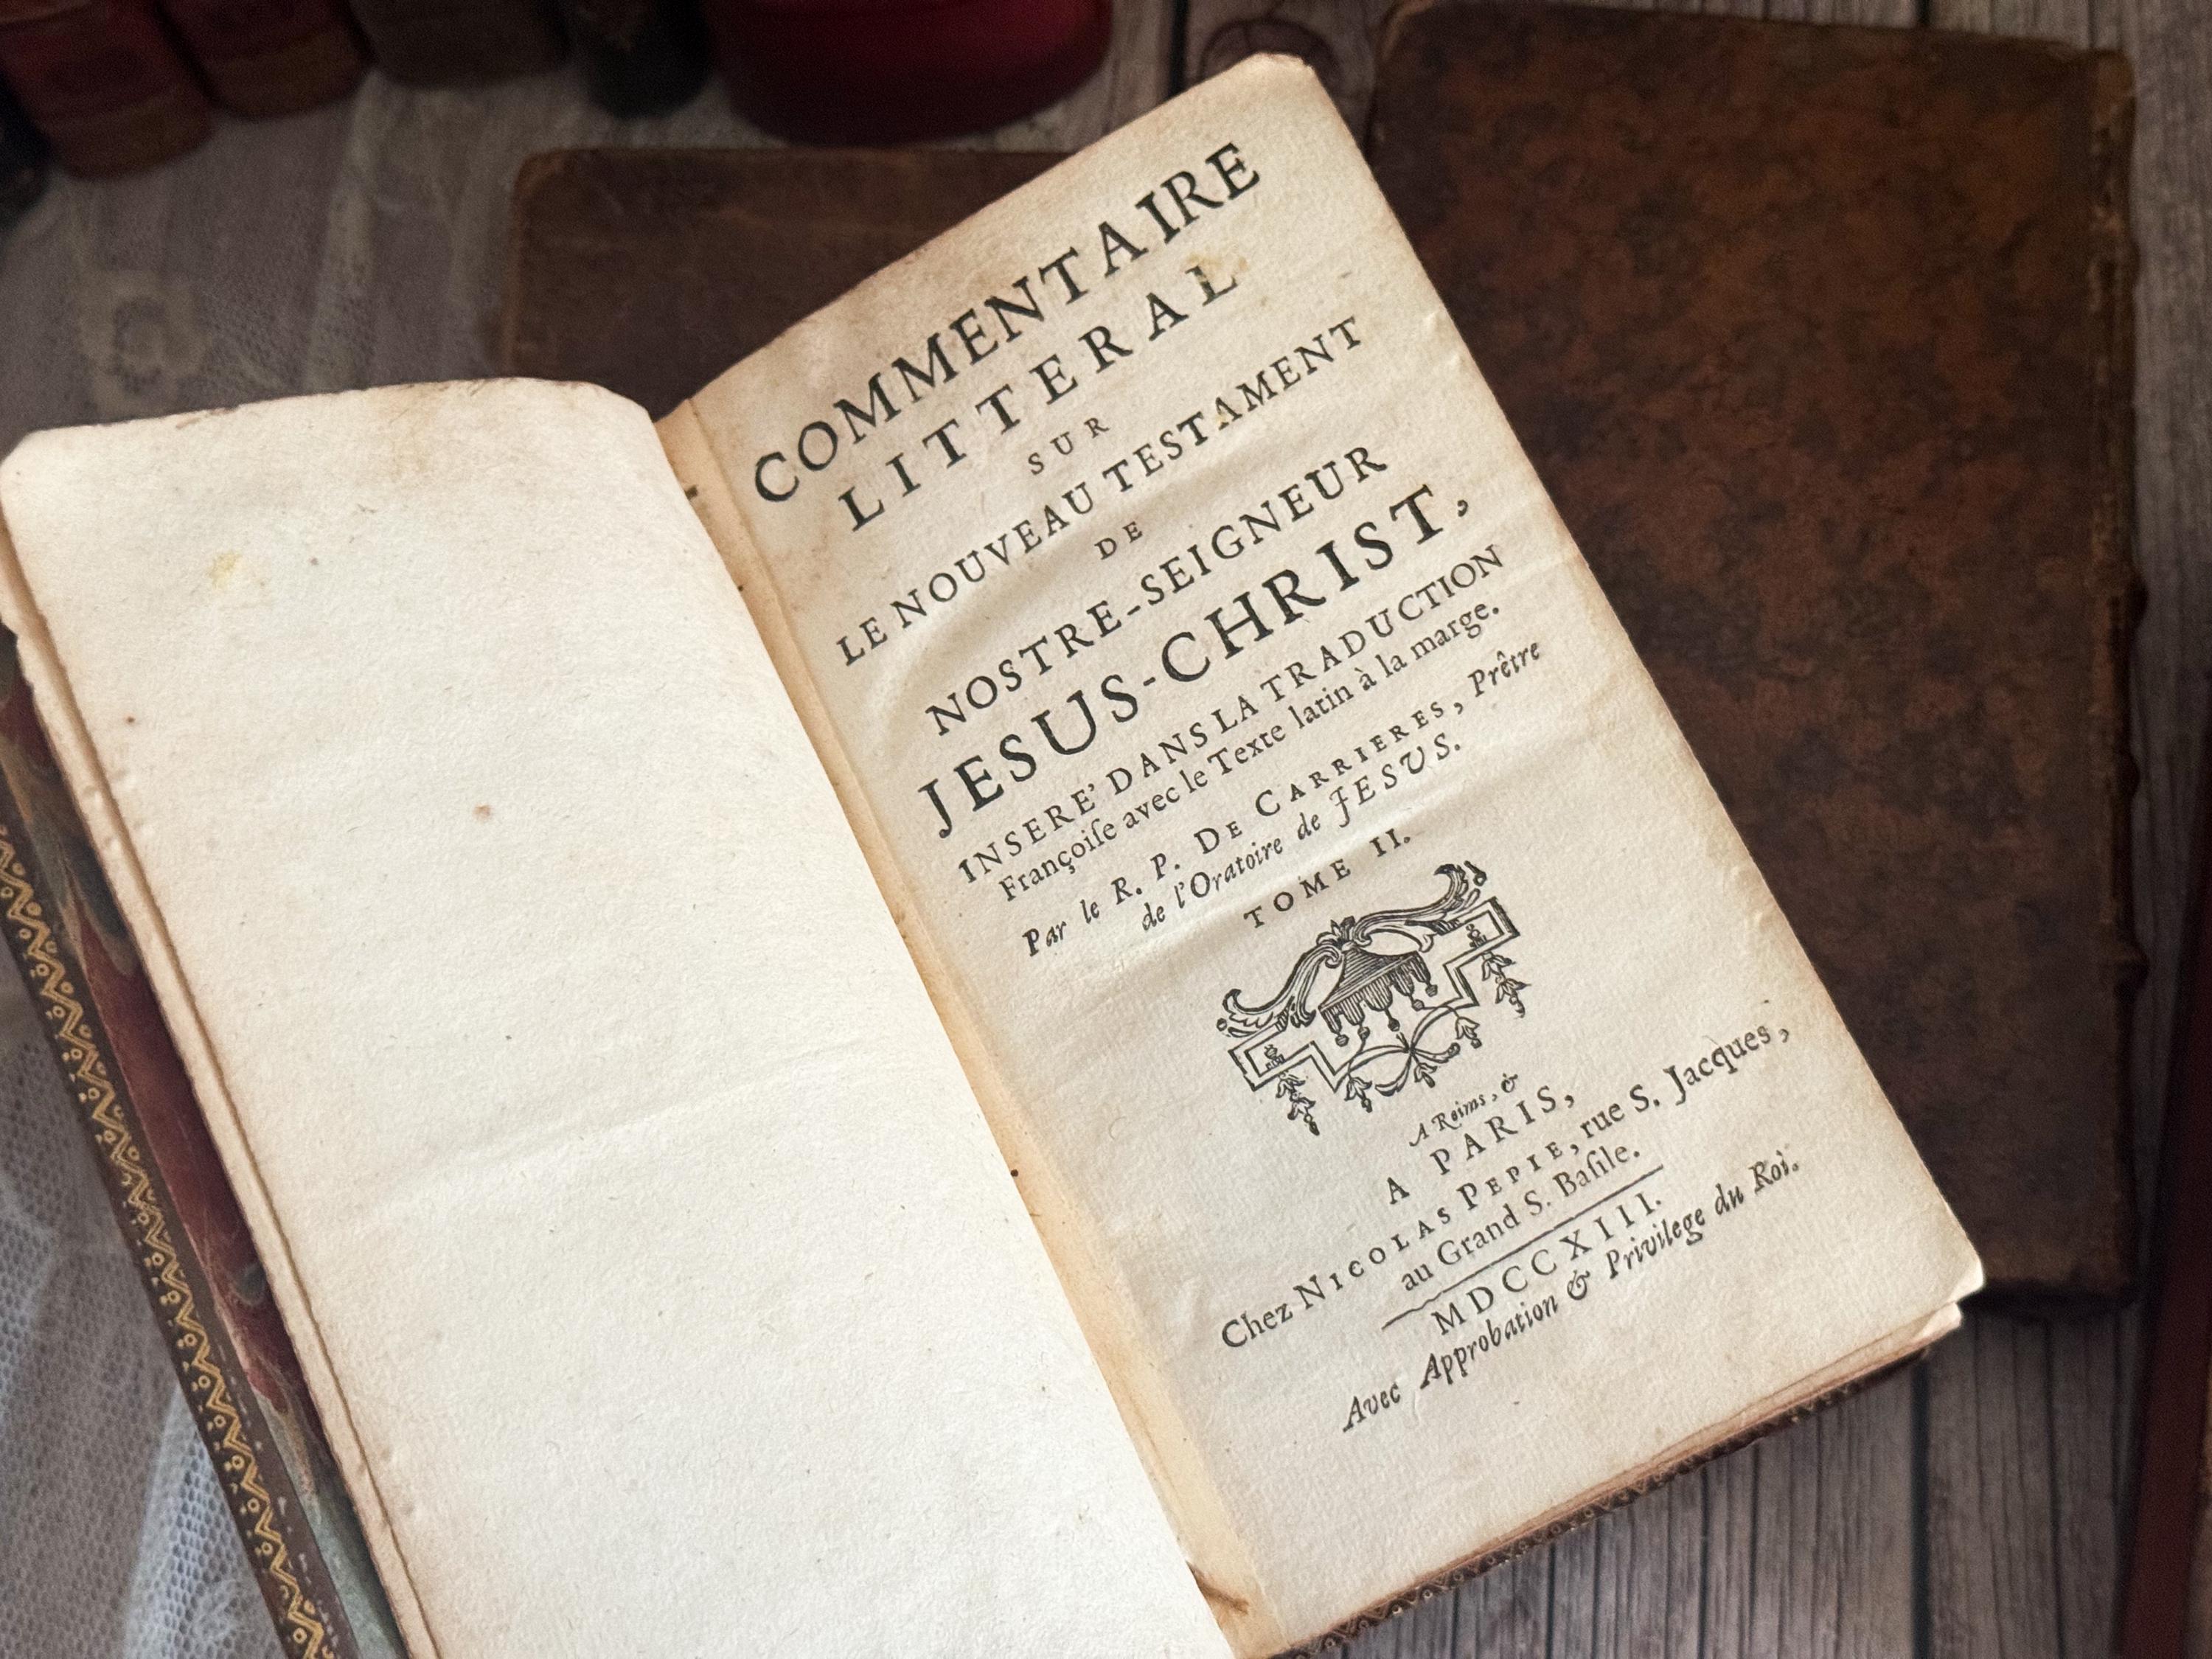 COMMENTAIRE
LITTERAL
SUR
LE NOUVEAU TESTAMENT
DE
NOSTRE-SEIGNEUR
JESUS-CHRIST,
INSERE' DANS LA TRADUCTION
Françoiſe avec le Texte latin à la marge.
Par le R. P. DE CARRIERES, Prêtre
de l'Oratoire de JESUS.
TOME II.
A Reims, &
A PARIS,
Chez NICOLAS PEPIE, rue S. Jacques,
au Grand S. Baſile.
MDCCXIII.
Avec Approbation & Privilege du Roi.